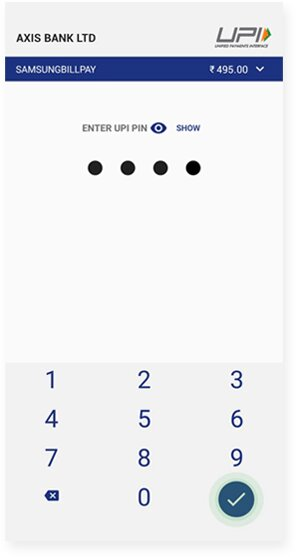 AXIS BANK LTD
UPI
UNIFIED PAYMENTS INTERFACE
SAMSUNGBILLPAY ₹ 495.00
ENTER UPI PIN SHOW
1 2 3
4 5 6
7 8 9
0